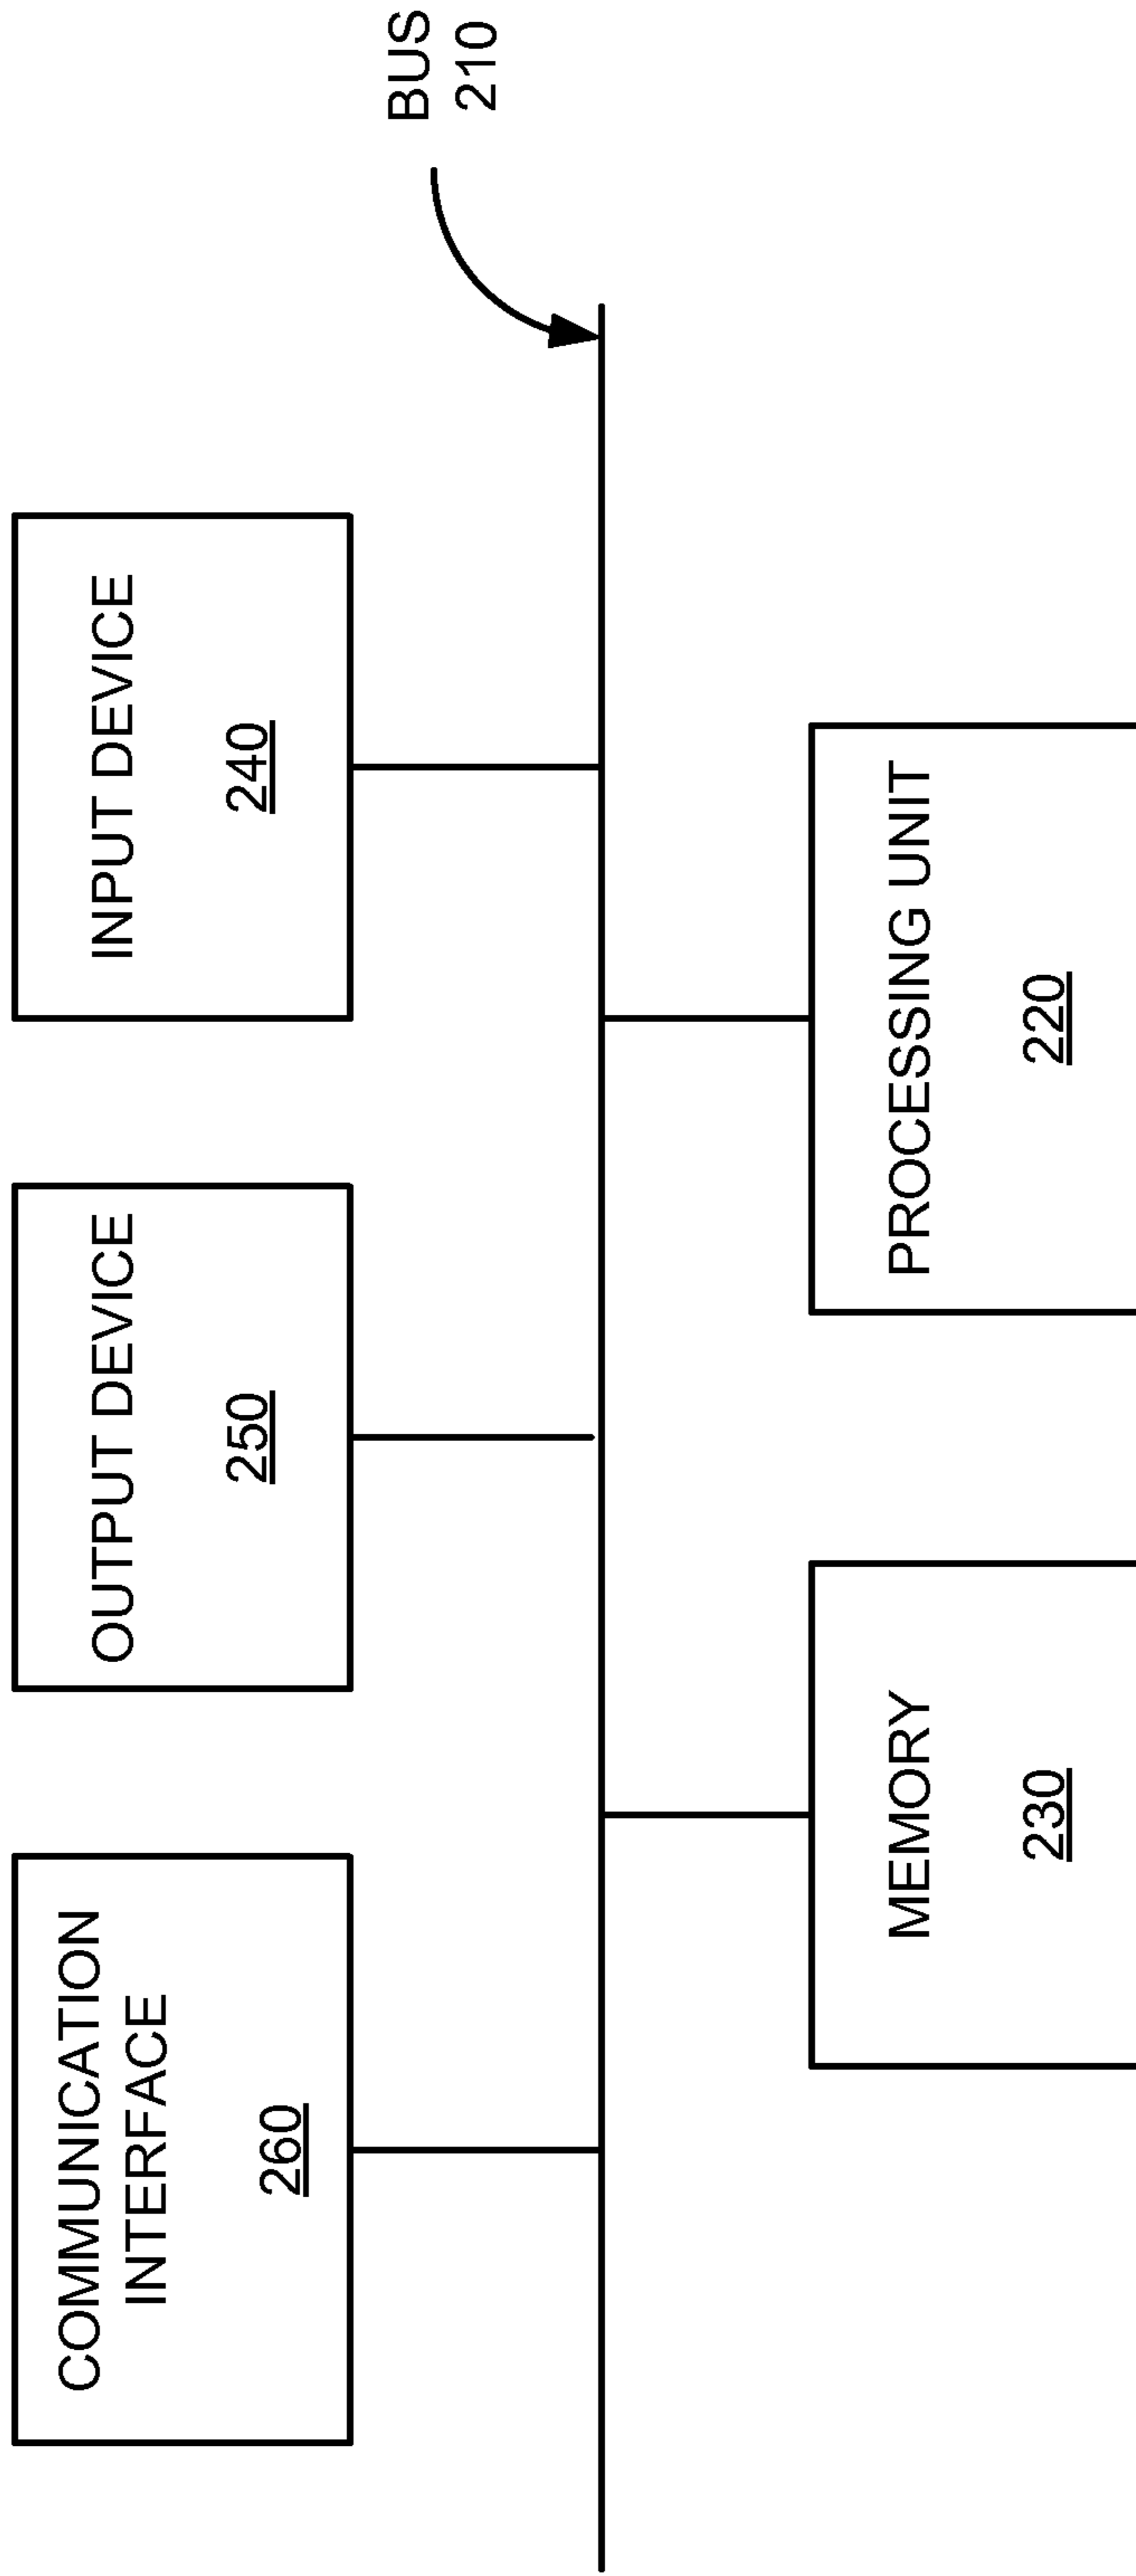 COMMUNICATION
INTERFACE
260
OUTPUT DEVICE
250
INPUT DEVICE
240
BUS
210
MEMORY
230
PROCESSING UNIT
220